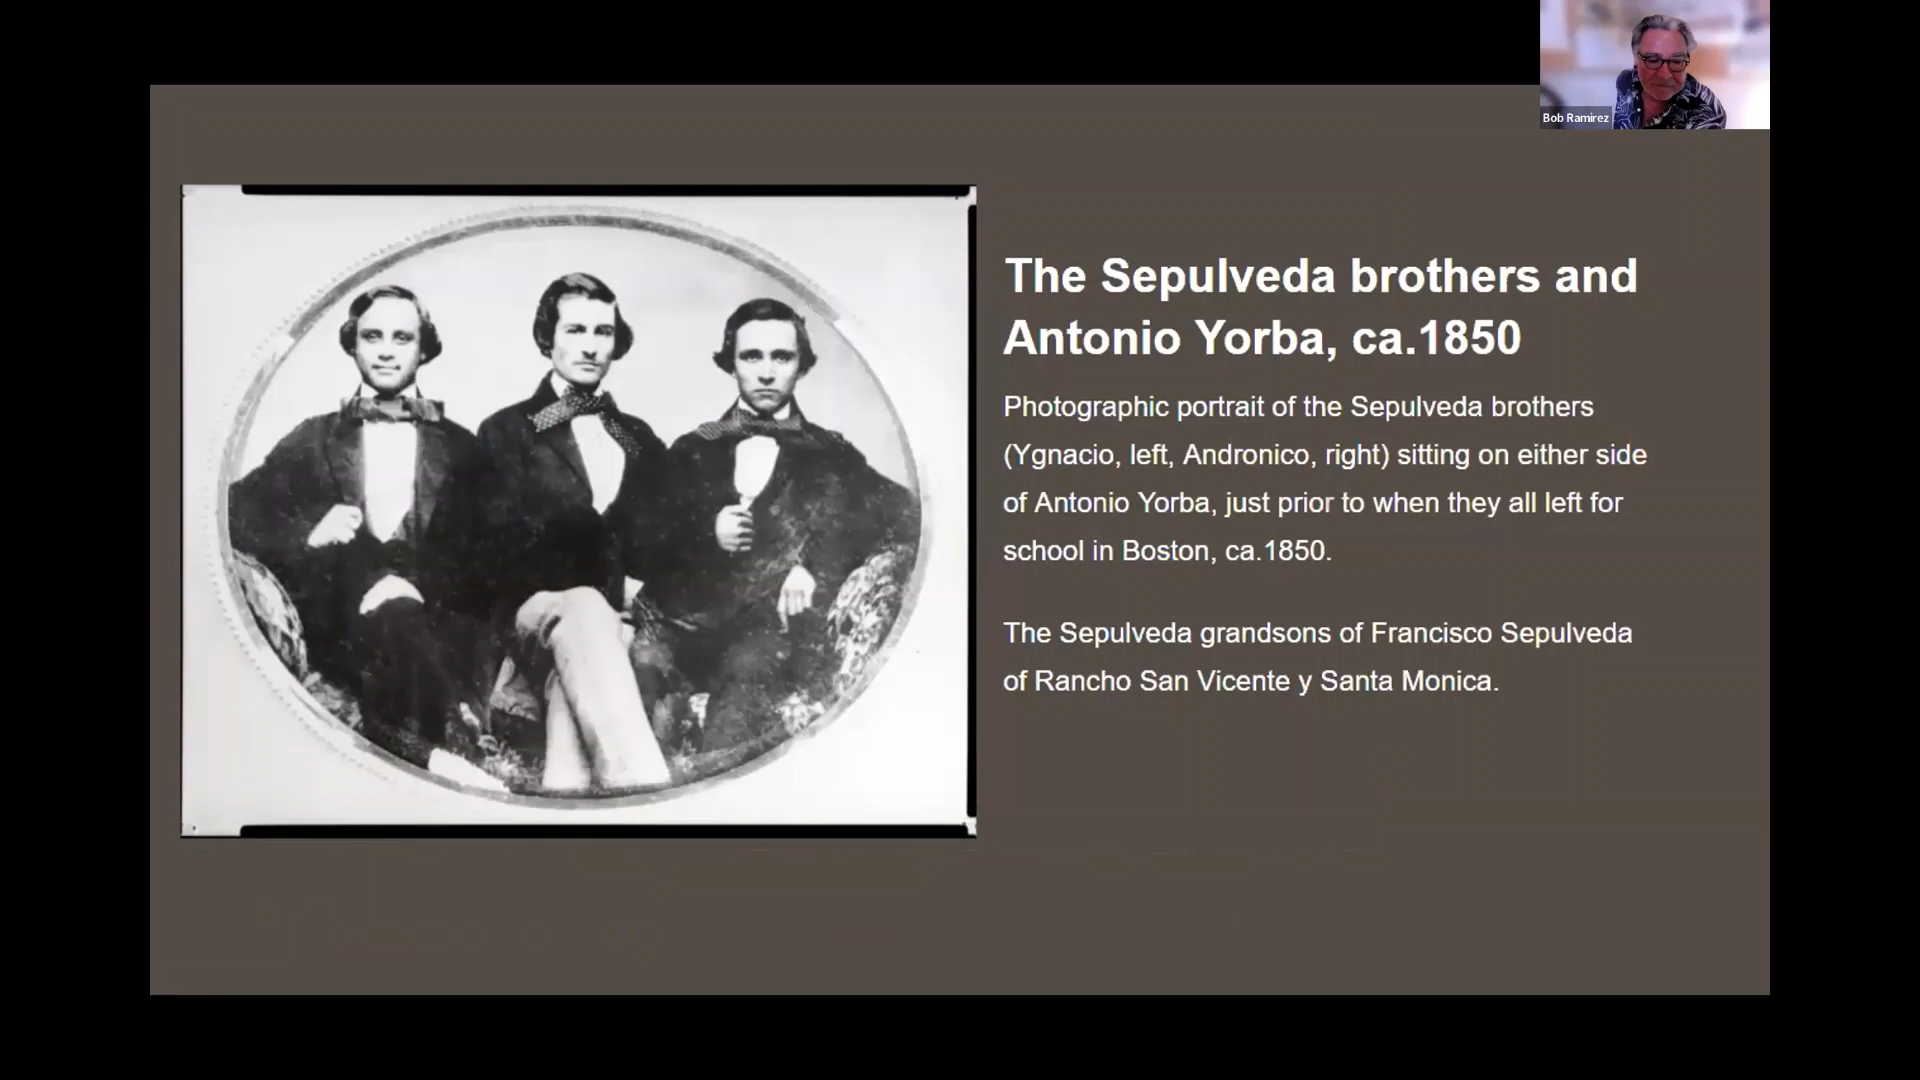 Bob Ramirez
The Sepulveda brothers and
Antonio Yorba, ca.1850
Photographic portrait of the Sepulveda brothers
(Ygnacio, left, Andronico, right) sitting on either side
of Antonio Yorba, just prior to when they all left for
school in Boston, ca.1850.
The Sepulveda grandsons of Francisco Sepulveda
of Rancho San Vicente y Santa Monica.